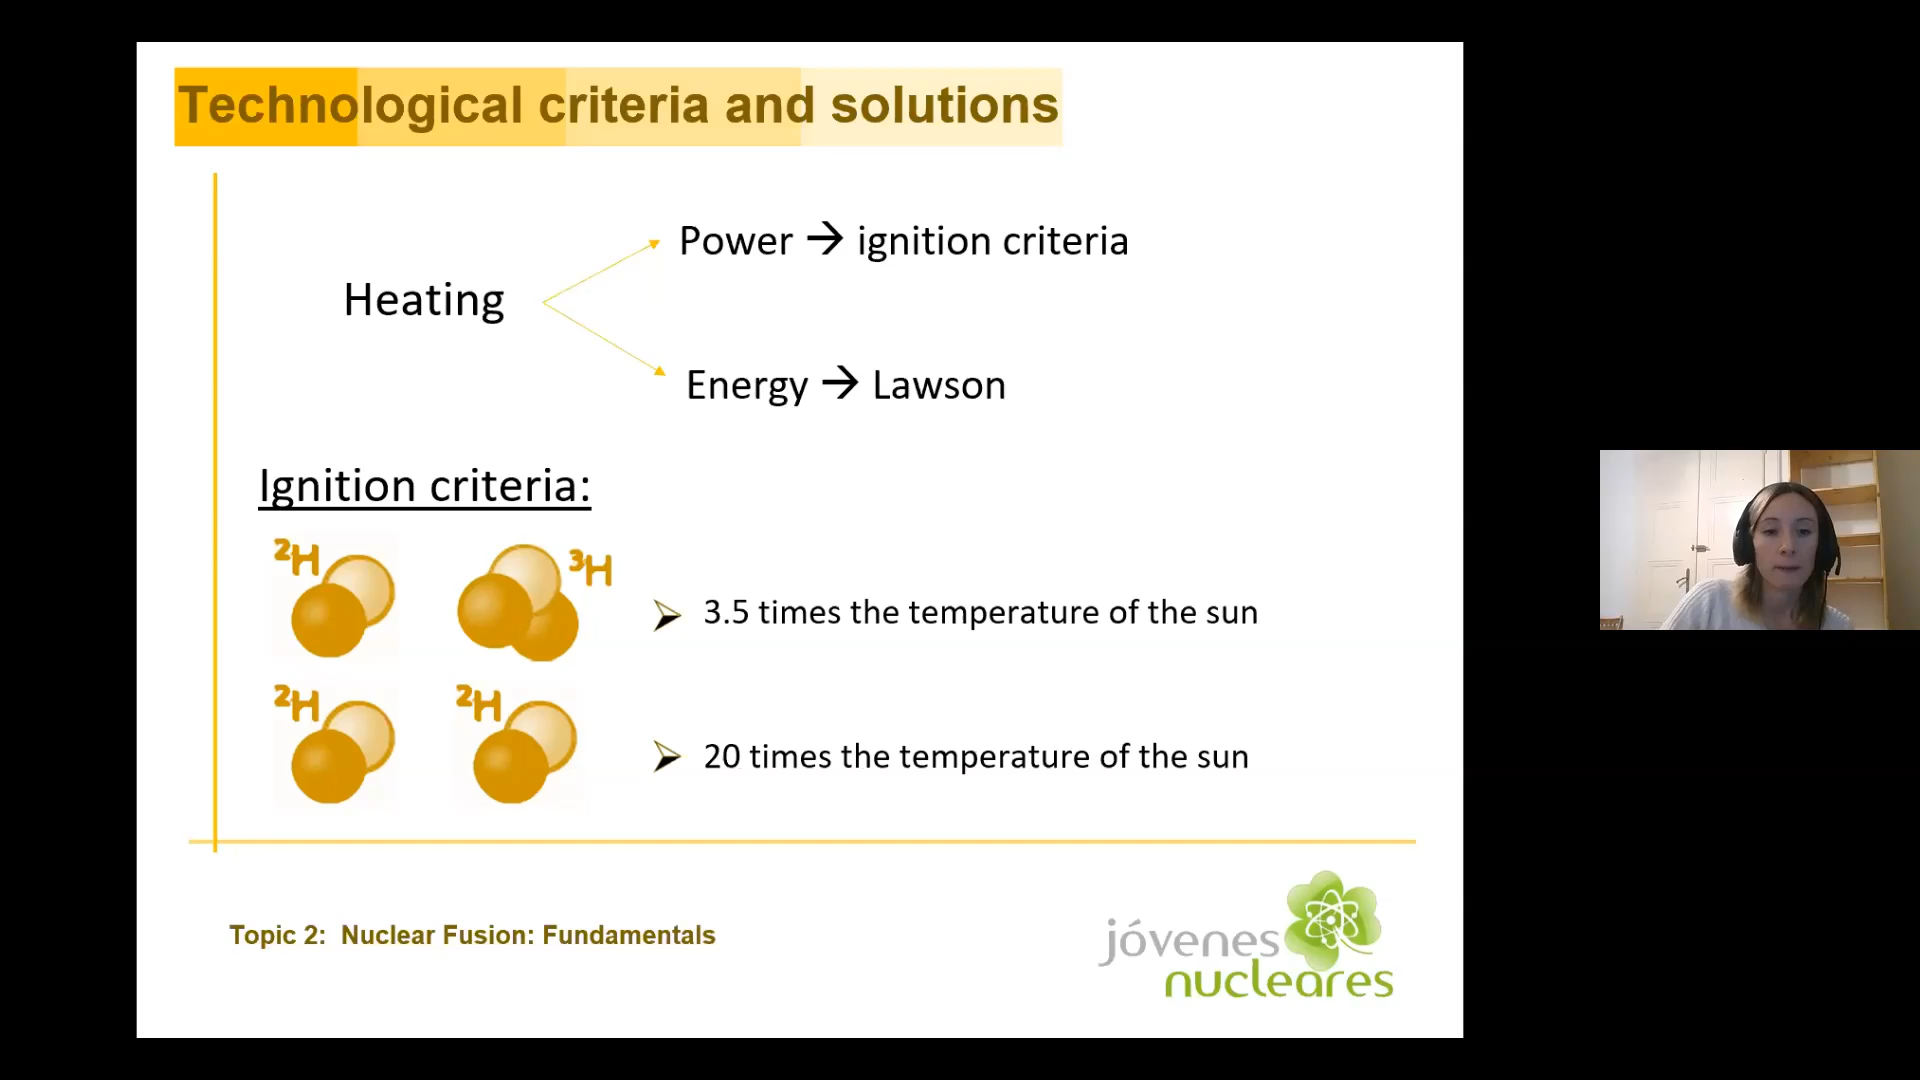 Technological criteria and solutions
Power → ignition criteria
Heating
Energy → Lawson
Ignition criteria:
²H
³H
3.5 times the temperature of the sun
²H
²H
20 times the temperature of the sun
Topic 2: Nuclear Fusion: Fundamentals
jóvenes
nucleares